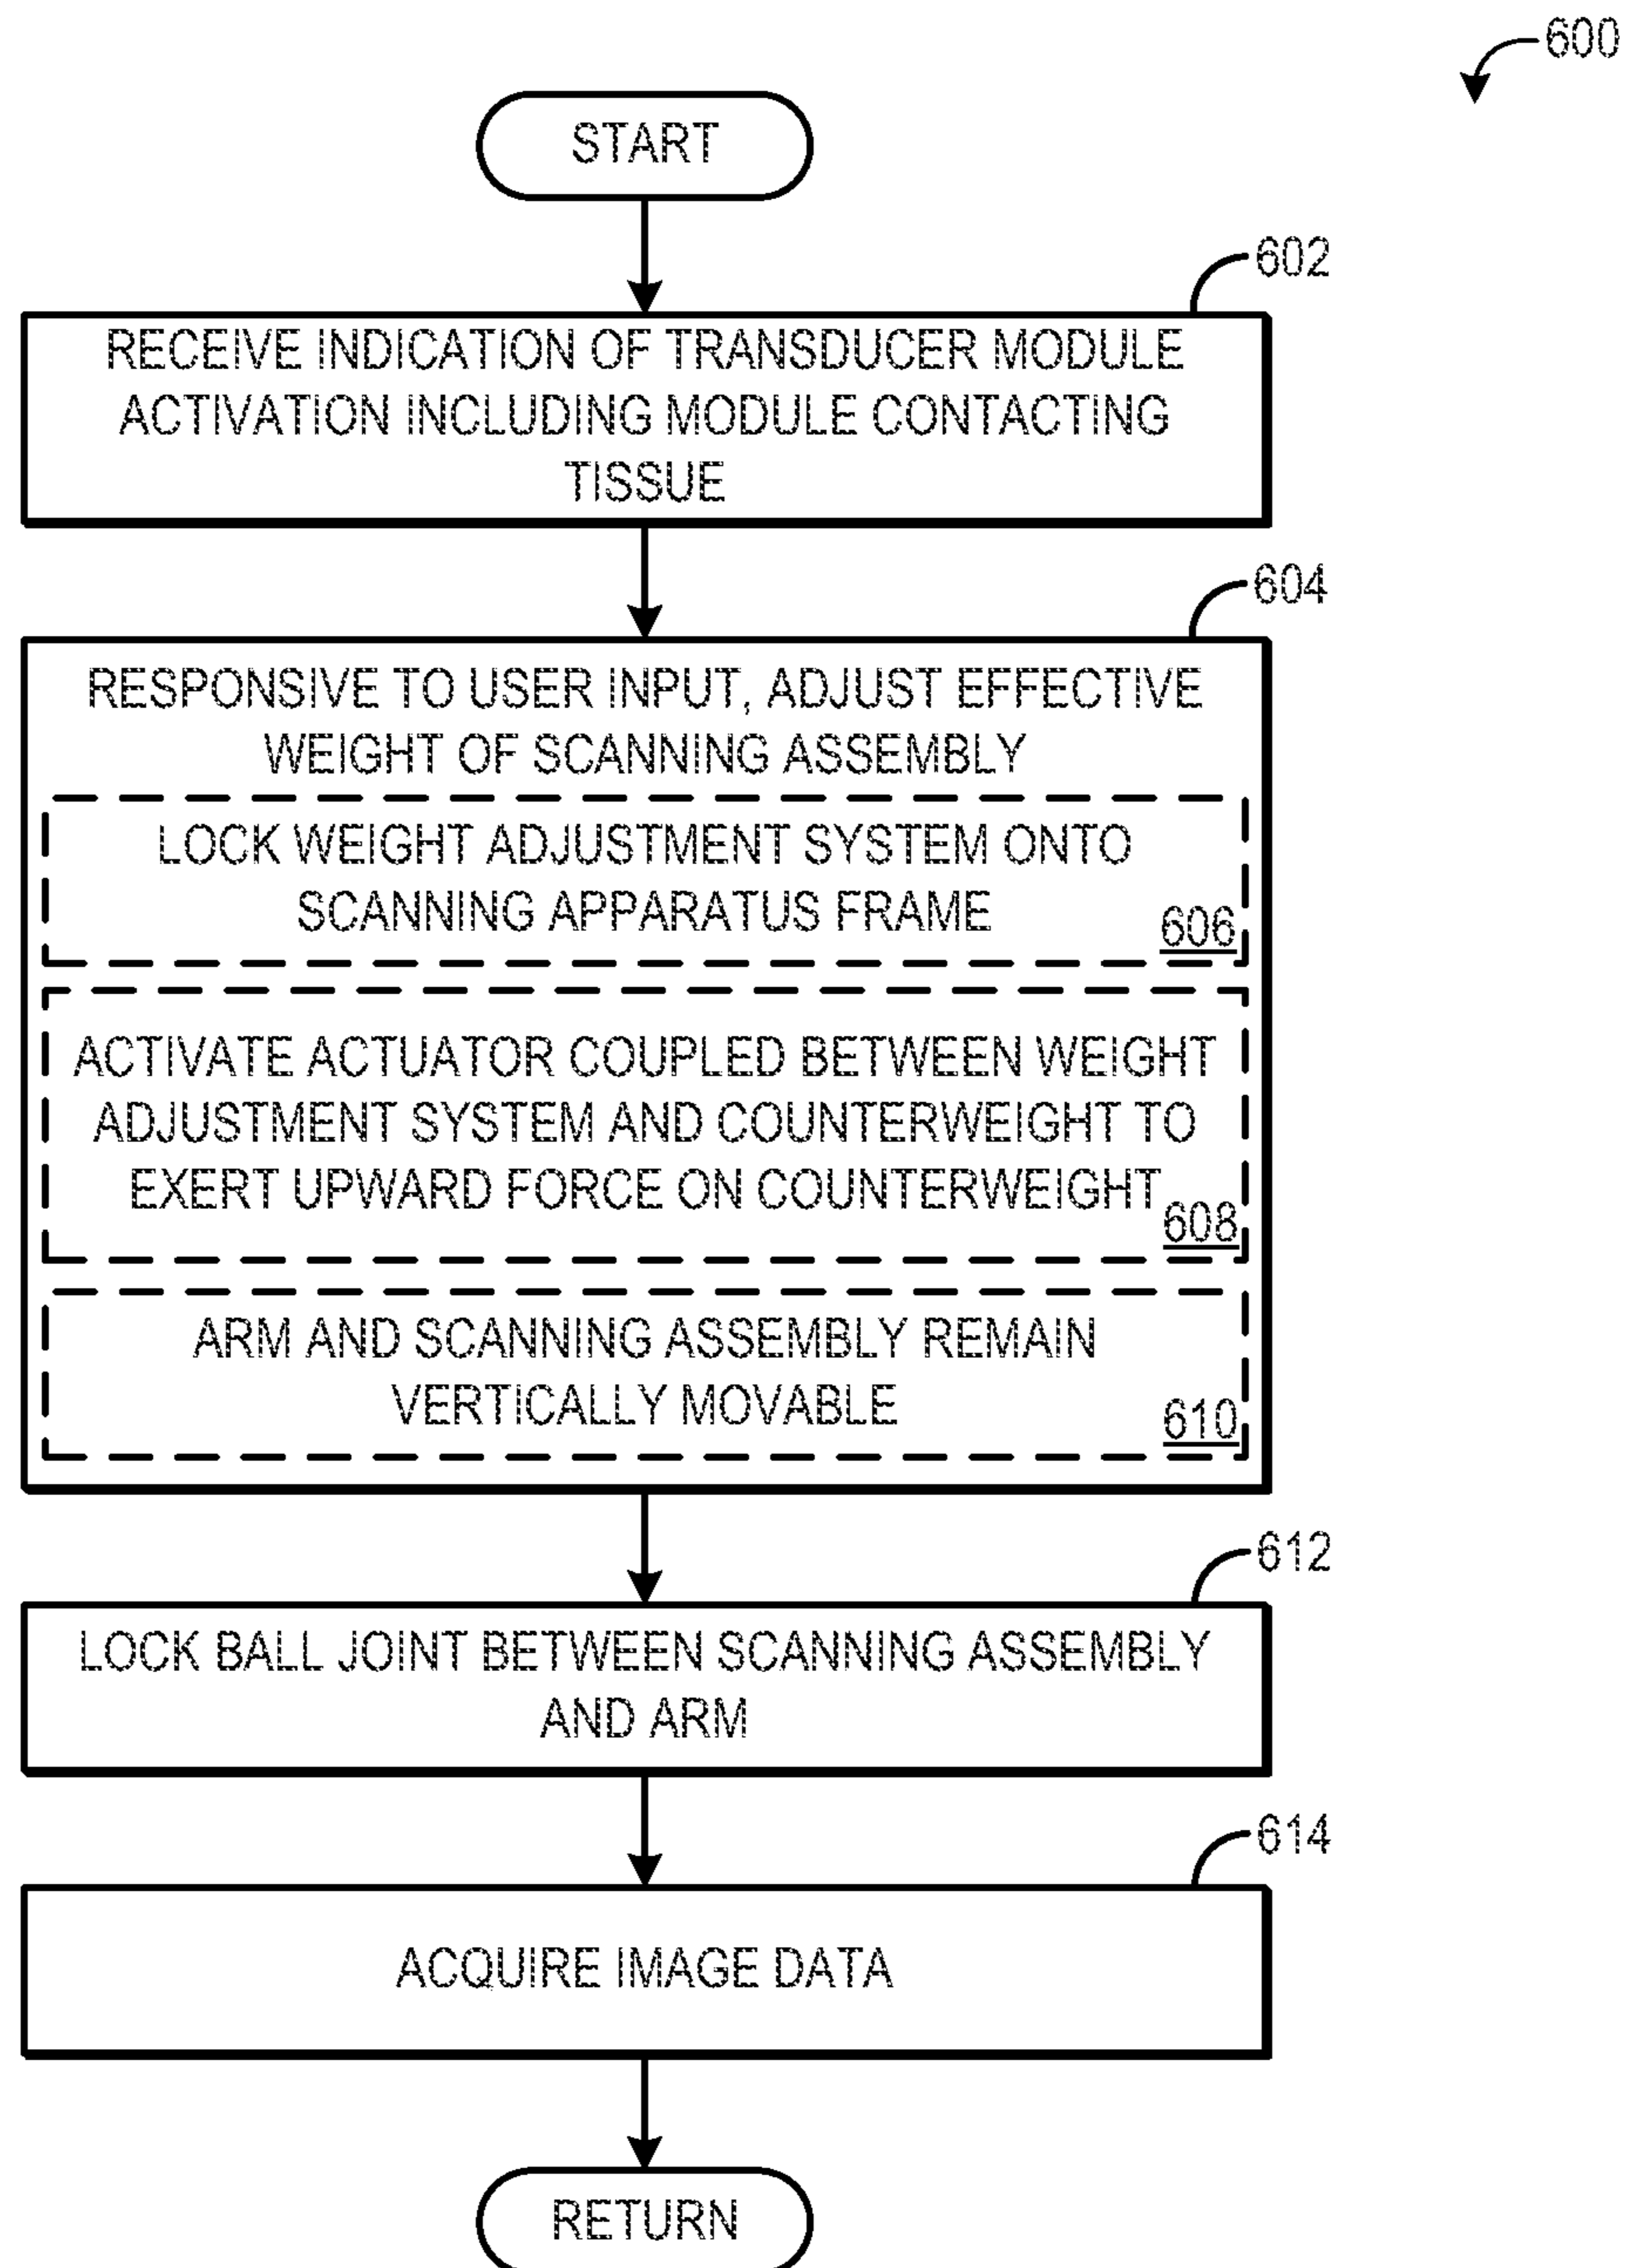 600
START
602
RECEIVE INDICATION OF TRANSDUCER MODULE
ACTIVATION INCLUDING MODULE CONTACTING
TISSUE
604
RESPONSIVE TO USER INPUT, ADJUST EFFECTIVE
WEIGHT OF SCANNING ASSEMBLY
LOCK WEIGHT ADJUSTMENT SYSTEM ONTO
SCANNING APPARATUS FRAME
606
ACTIVATE ACTUATOR COUPLED BETWEEN WEIGHT
ADJUSTMENT SYSTEM AND COUNTERWEIGHT TO
EXERT UPWARD FORCE ON COUNTERWEIGHT
608
ARM AND SCANNING ASSEMBLY REMAIN
VERTICALLY MOVABLE
610
612
LOCK BALL JOINT BETWEEN SCANNING ASSEMBLY
AND ARM
614
ACQUIRE IMAGE DATA
RETURN